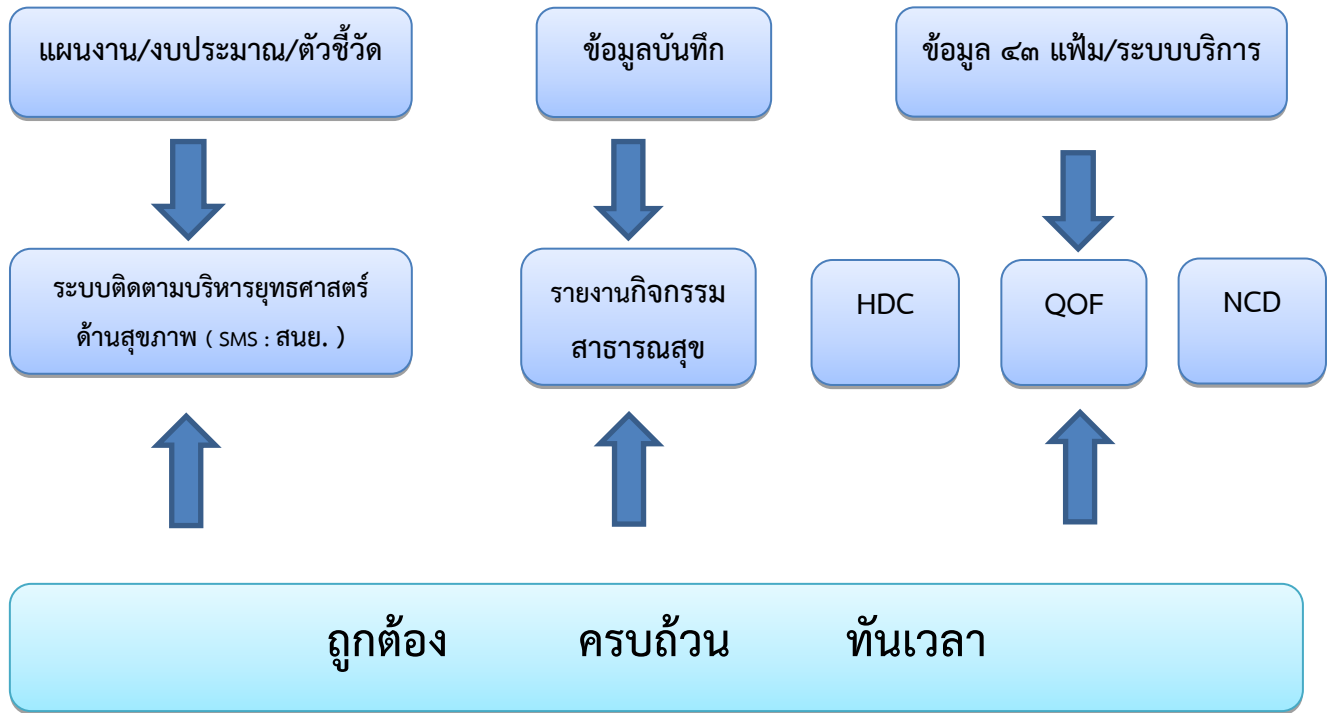 แผนงาน/งบประมาณ/ตัวชี้วัด
ข้อมูลบันทึก
ข้อมูล ๔๓ แฟ้ม/ระบบบริการ
ระบบติดตามบริหารยุทธศาสตร์
ด้านสุขภาพ ( SMS : สนย. )
รายงานกิจกรรม
สาธารณสุข
HDC
QOF
NCD
ถูกต้อง ครบถ้วน ทันเวลา